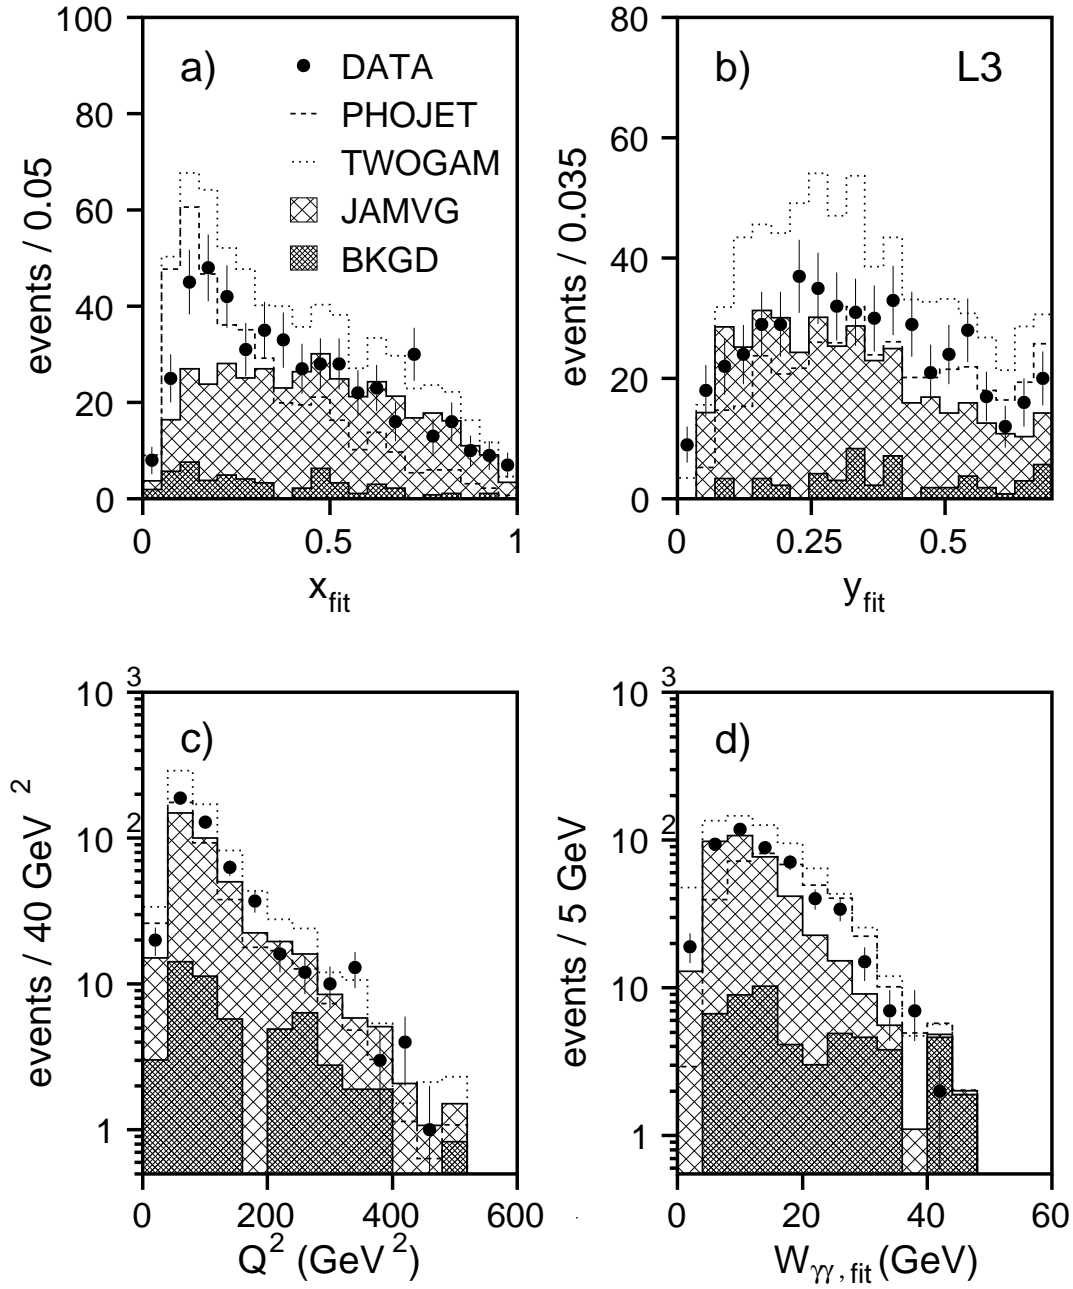 a)
DATA
PHOJET
TWOGAM
JAMVG
BKGD
events / 0.05
100
80
60
40
20
0
0
0.5
1
x_fit
b)
L3
events / 0.035
80
60
40
20
0
0
0.25
0.5
y_fit
c)
events / 40 GeV ²
10 ³
10 ²
10
1
0
200
400
600
Q² (GeV²)
d)
events / 5 GeV
10 ³
10 ²
10
1
0
20
40
60
W_γγ,fit (GeV)